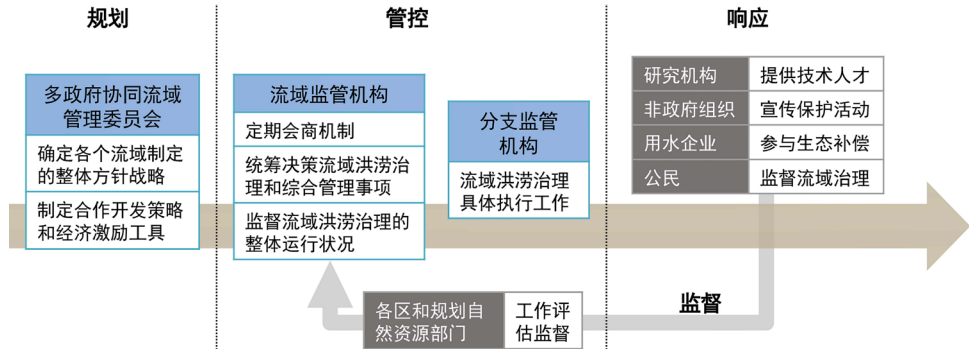 规划
管控
响应
多政府协同流域
管理委员会
确定各个流域制定
的整体方针战略
制定合作开发策略
和经济激励工具
流域监管机构
定期会商机制
统筹决策流域洪涝治
理和综合管理事项
监督流域洪涝治理的
整体运行状况
分支监管
机构
流域洪涝治理
具体执行工作
研究机构 提供技术人才
非政府组织 宣传保护活动
用水企业 参与生态补偿
公民 监督流域治理
各区和规划自
然资源部门
工作评
估监督
监督